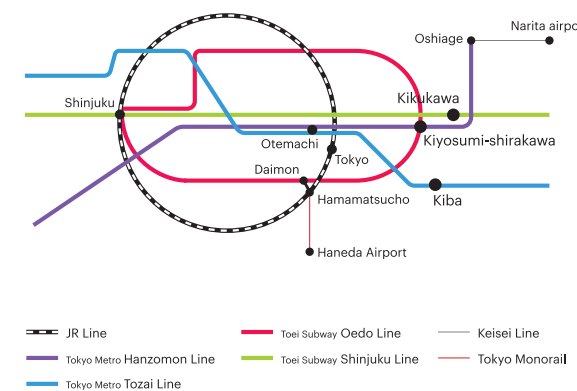 Narita airpo
Oshiage
Shinjuku
Kikukawa
Otemachi
Kiyosumi-shirakawa
Tokyo
Daimon
Hamamatsucho
Kiba
Haneda Airport
JR Line
Toei Subway Oedo Line
Keisei Line
Tokyo Metro Hanzomon Line
Toei Subway Shinjuku Line
Tokyo Monorail
Tokyo Metro Tozai Line